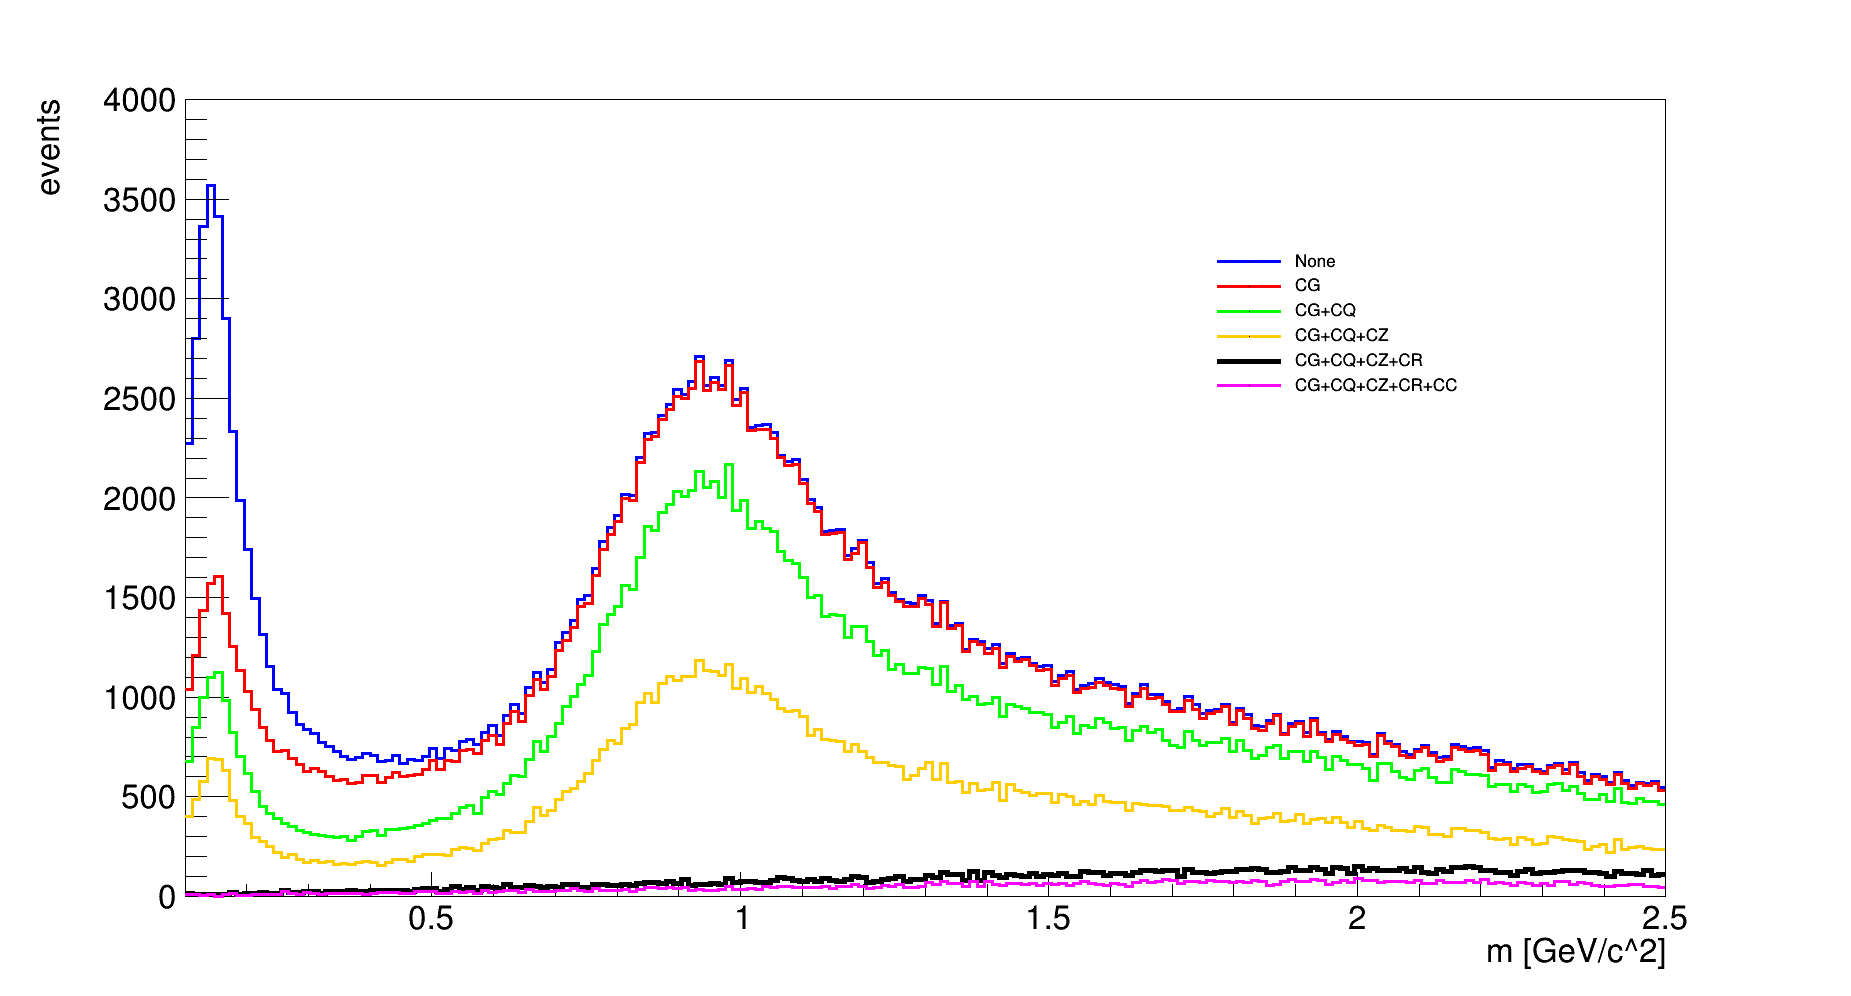 events
4000
3500
3000
2500
2000
1500
1000
500
0
None
CG
CG+CQ
CG+CQ+CZ
CG+CQ+CZ+CR
CG+CQ+CZ+CR+CC
0.5 1 1.5 2 2.5
m [GeV/c^2]